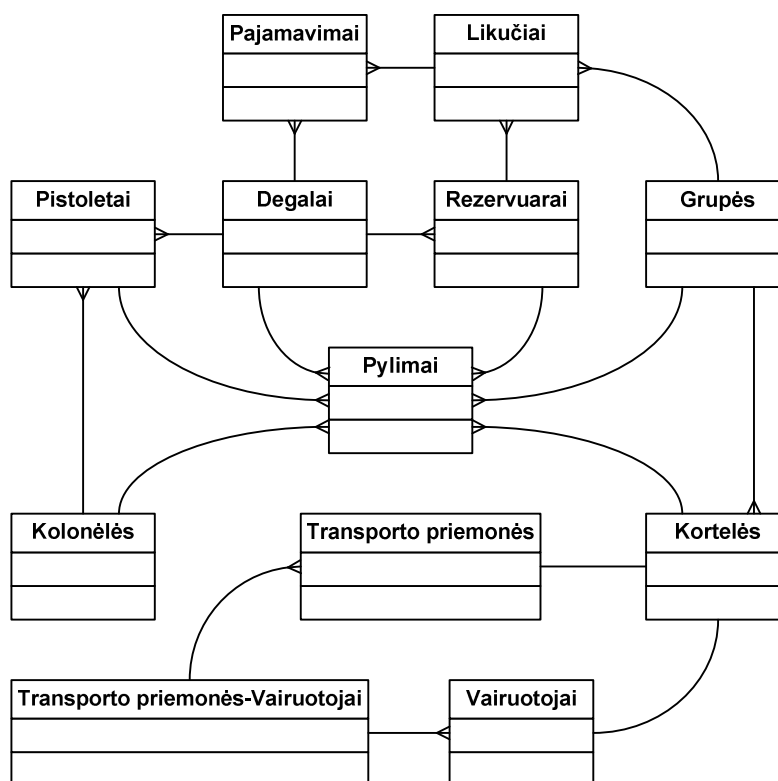 Pajamavimai
Likučiai
Pistoletai
Degalai
Rezervuarai
Grupės
Pylimai
Kolonėlės
Transporto priemonės
Kortelės
Transporto priemonės-Vairuotojai
Vairuotojai